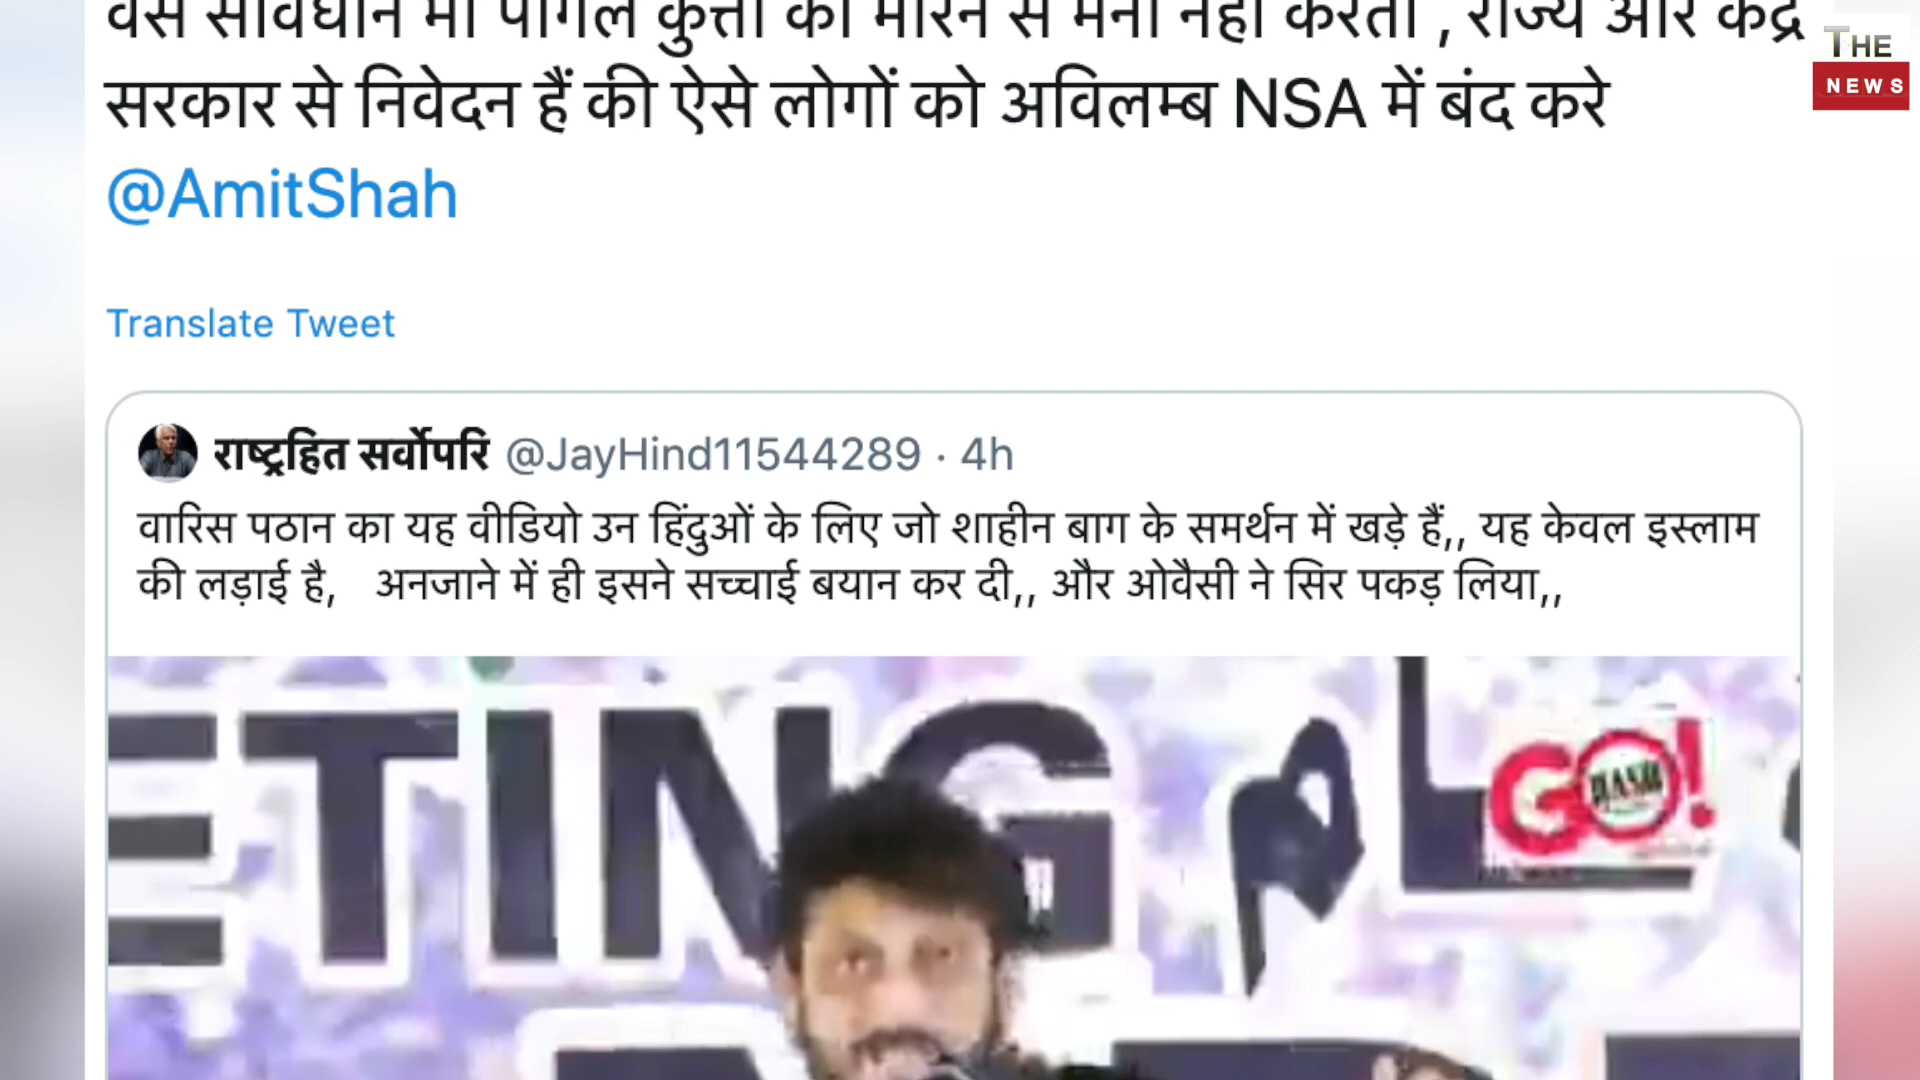 वैसे संविधान भी पागल कुत्तों को मारने से मना नहीं करता , राज्य और केंद्र
सरकार से निवेदन हैं की ऐसे लोगों को अविलम्ब NSA में बंद करे
@AmitShah
Translate Tweet
राष्ट्रहित सर्वोपरि @JayHind11544289 · 4h
वारिस पठान का यह वीडियो उन हिंदुओं के लिए जो शाहीन बाग के समर्थन में खड़े हैं,, यह केवल इस्लाम
की लड़ाई है, अनजाने में ही इसने सच्चाई बयान कर दी,, और ओवैसी ने सिर पकड़ लिया,,
THE
NEWS
ETING
GO!